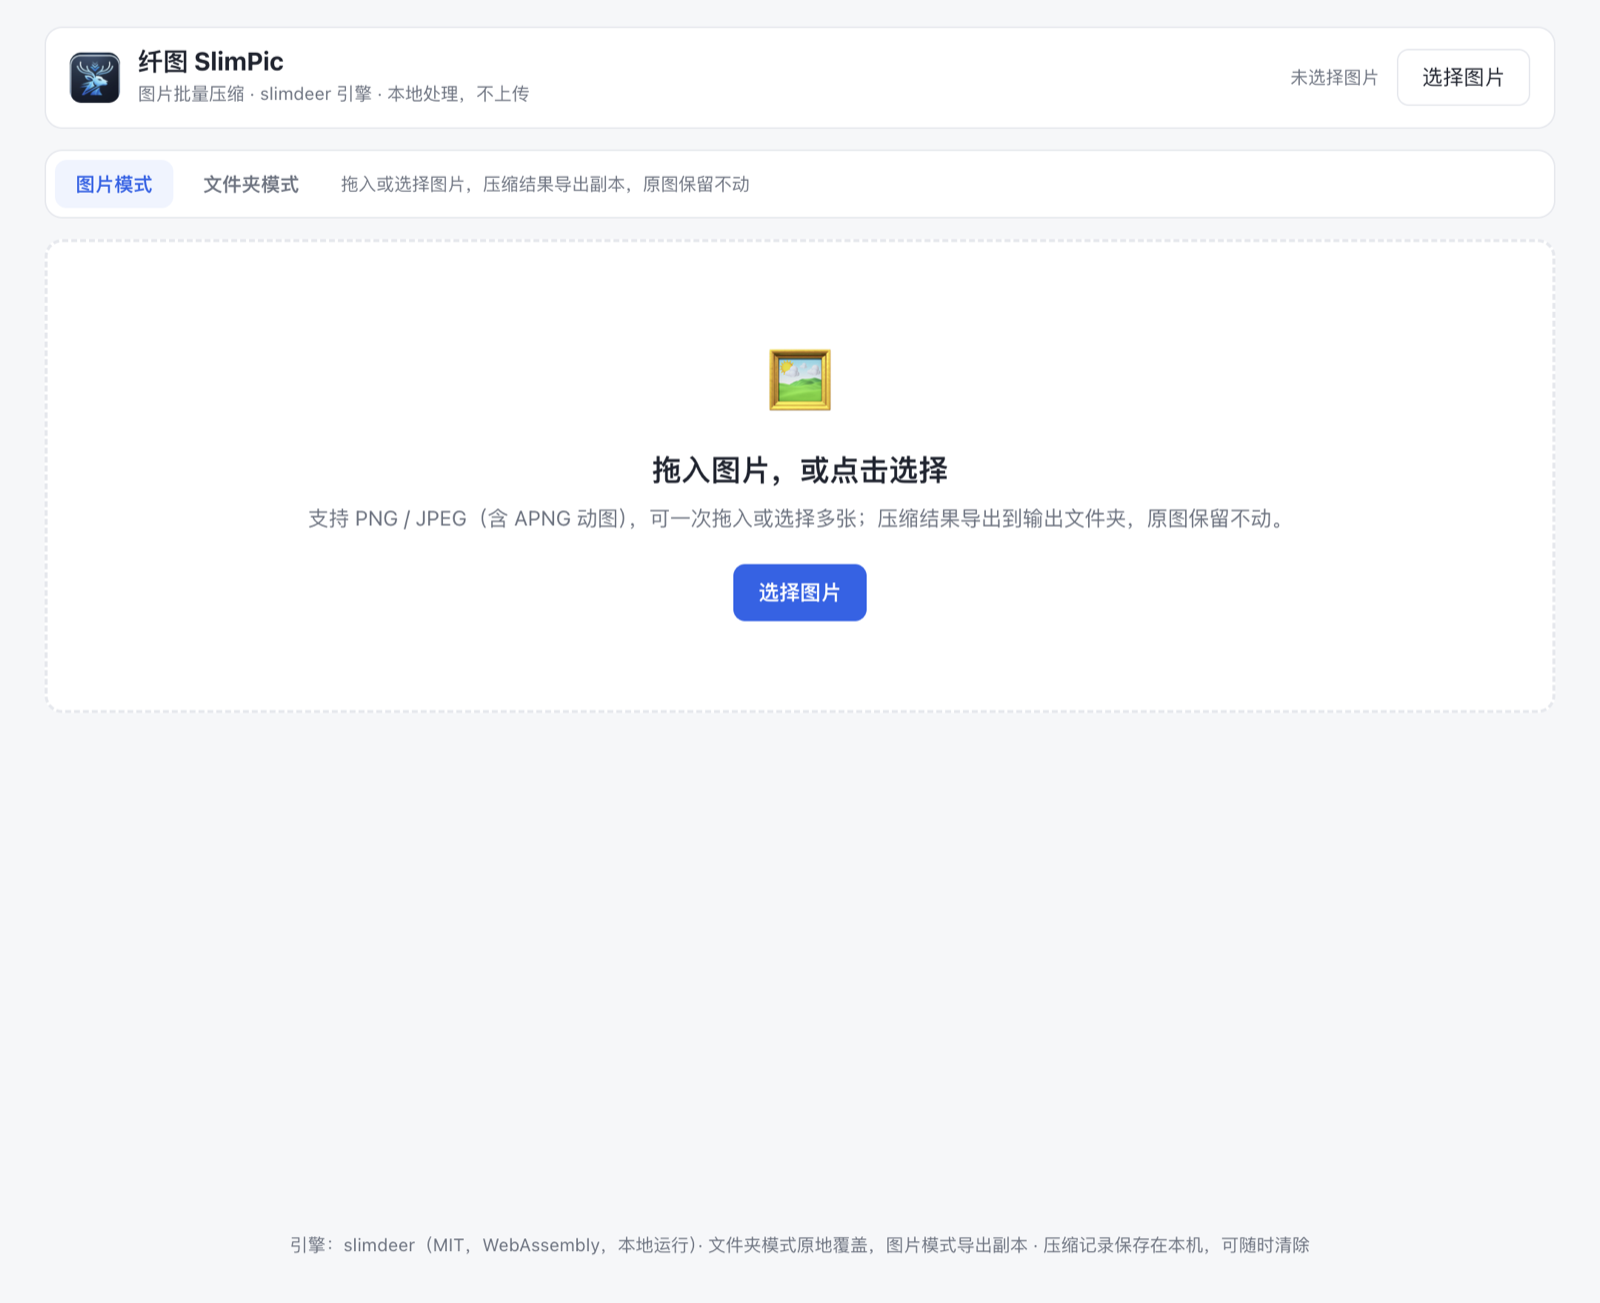 纤图 SlimPic
图片批量压缩 · slimdeer 引擎 · 本地处理，不上传
未选择图片
选择图片
图片模式
文件夹模式
拖入或选择图片，压缩结果导出副本，原图保留不动
拖入图片，或点击选择
支持 PNG / JPEG（含 APNG 动图），可一次拖入或选择多张；压缩结果导出到输出文件夹，原图保留不动。
选择图片
引擎：slimdeer（MIT，WebAssembly，本地运行）· 文件夹模式原地覆盖，图片模式导出副本 · 压缩记录保存在本机，可随时清除